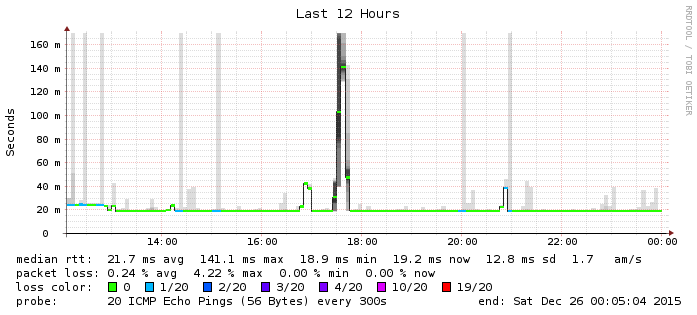 Last 12 Hours
RRDTOOL / TOBI OETIKER
Seconds
160 m
140 m
120 m
100 m
80 m
60 m
40 m
20 m
0
14:00 16:00 18:00 20:00 22:00 00:00
median rtt: 21.7 ms avg 141.1 ms max 18.9 ms min 19.2 ms now 12.8 ms sd 1.7 am/s
packet loss: 0.24 % avg 4.22 % max 0.00 % min 0.00 % now
loss color: 0 1/20 2/20 3/20 4/20 10/20 19/20
probe: 20 ICMP Echo Pings (56 Bytes) every 300s end: Sat Dec 26 00:05:04 2015